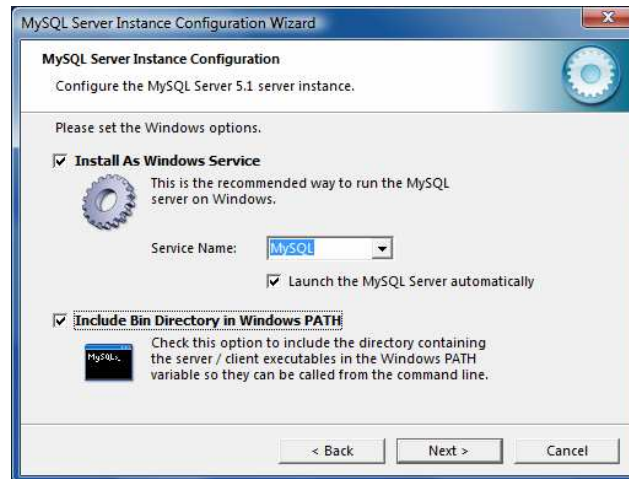 MySQL Server Instance Configuration Wizard
MySQL Server Instance Configuration
Configure the MySQL Server 5.1 server instance.
Please set the Windows options.
Install As Windows Service
This is the recommended way to run the MySQL
server on Windows.
Service Name: MySQL
Launch the MySQL Server automatically
Include Bin Directory in Windows PATH
Check this option to include the directory containing
the server / client executables in the Windows PATH
variable so they can be called from the command line.
< Back Next > Cancel